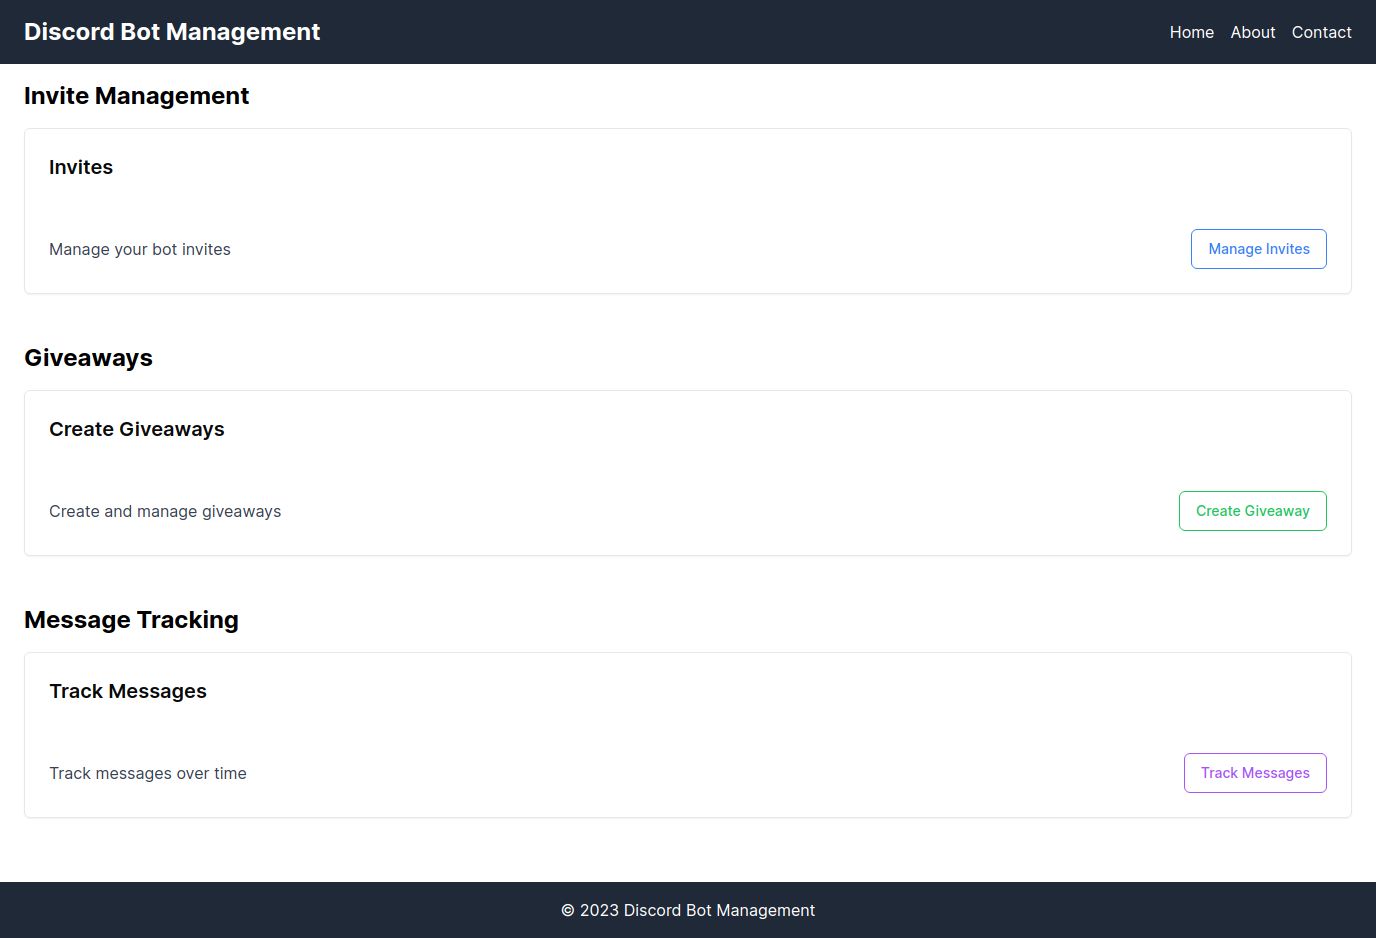 Discord Bot Management
Home About Contact
Invite Management
Invites
Manage your bot invites
Manage Invites
Giveaways
Create Giveaways
Create and manage giveaways
Create Giveaway
Message Tracking
Track Messages
Track messages over time
Track Messages
© 2023 Discord Bot Management